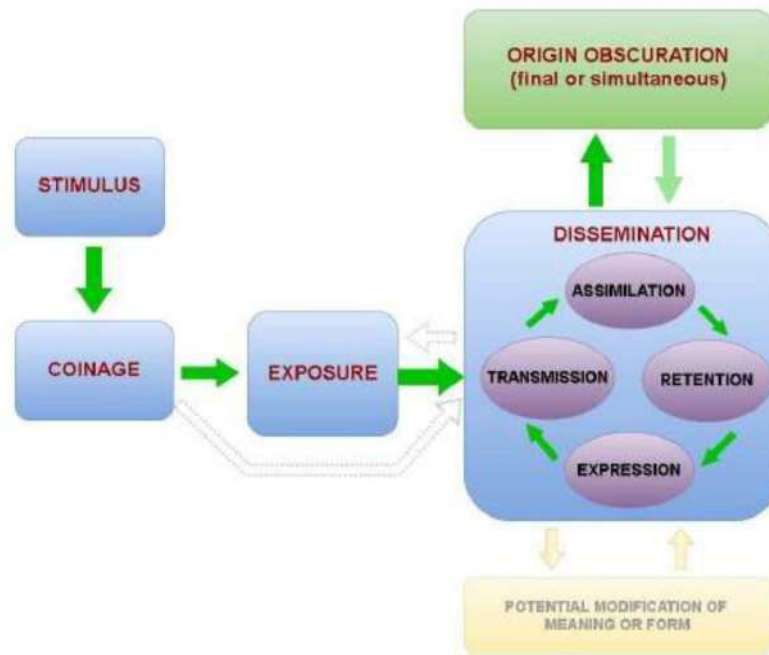 ORIGIN OBSCURATION
(final or simultaneous)
STIMULUS
DISSEMINATION
ASSIMILATION
COINAGE
EXPOSURE
TRANSMISSION
RETENTION
EXPRESSION
POTENTIAL MODIFICATION OF
MEANING OR FORM